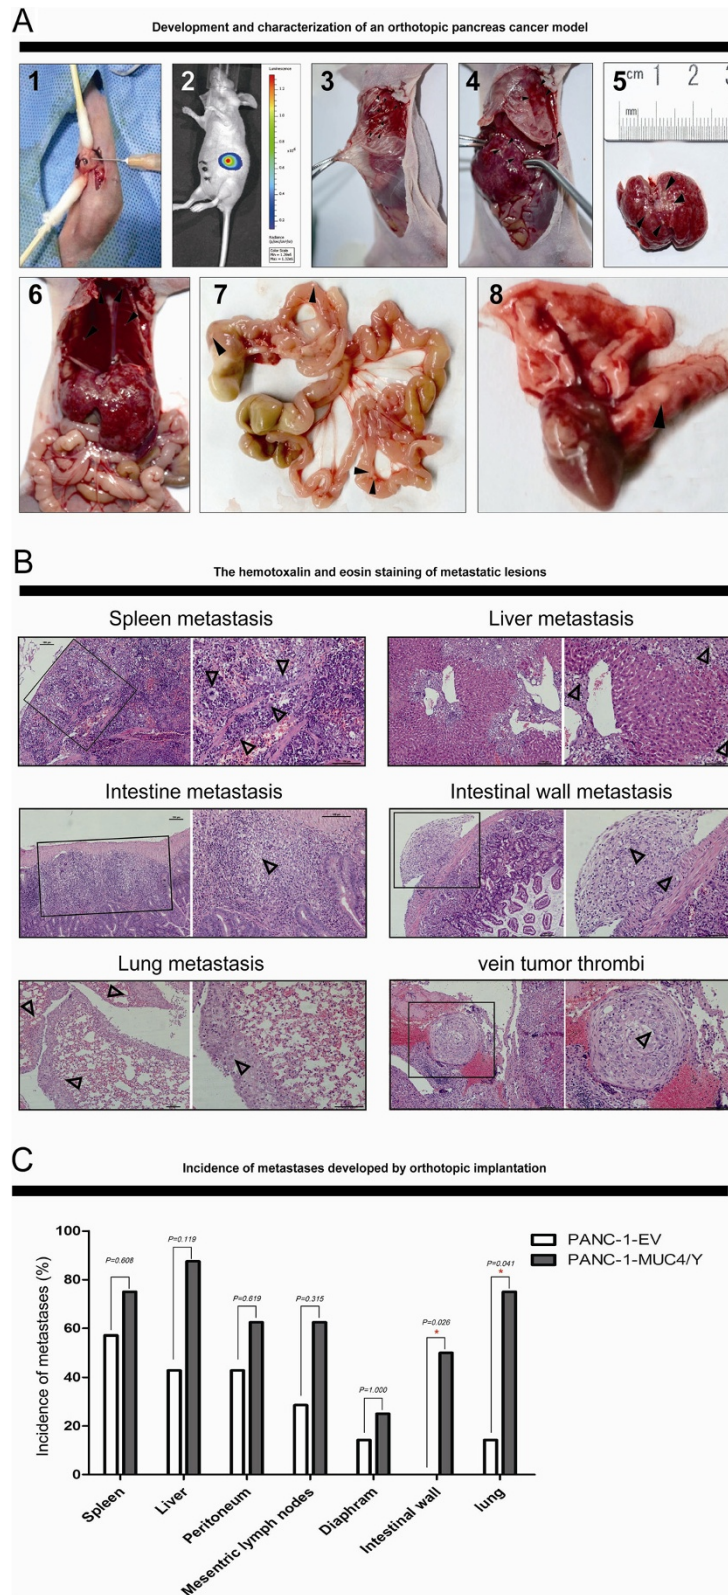 A
Development and characterization of an orthotopic pancreas cancer model
1
2
Luminescence
3
4
5
cm
1
2
3
mm
6
7
8
B
The hemotoxalin and eosin staining of metastatic lesions
Spleen metastasis
Liver metastasis
Intestine metastasis
Intestinal wall metastasis
Lung metastasis
vein tumor thrombi
C
Incidence of metastases developed by orthotopic implantation
PANC-1-EV
PANC-1-MUC4/Y
Incidence of metastases (%)
100
80
60
40
20
0
P=0.608
P=0.119
P=0.619
P=0.315
P=1.000
P=0.026
*
P=0.041
*
Spleen
Liver
Peritoneum
Mesentric lymph nodes
Diaphram
Intestinal wall
lung